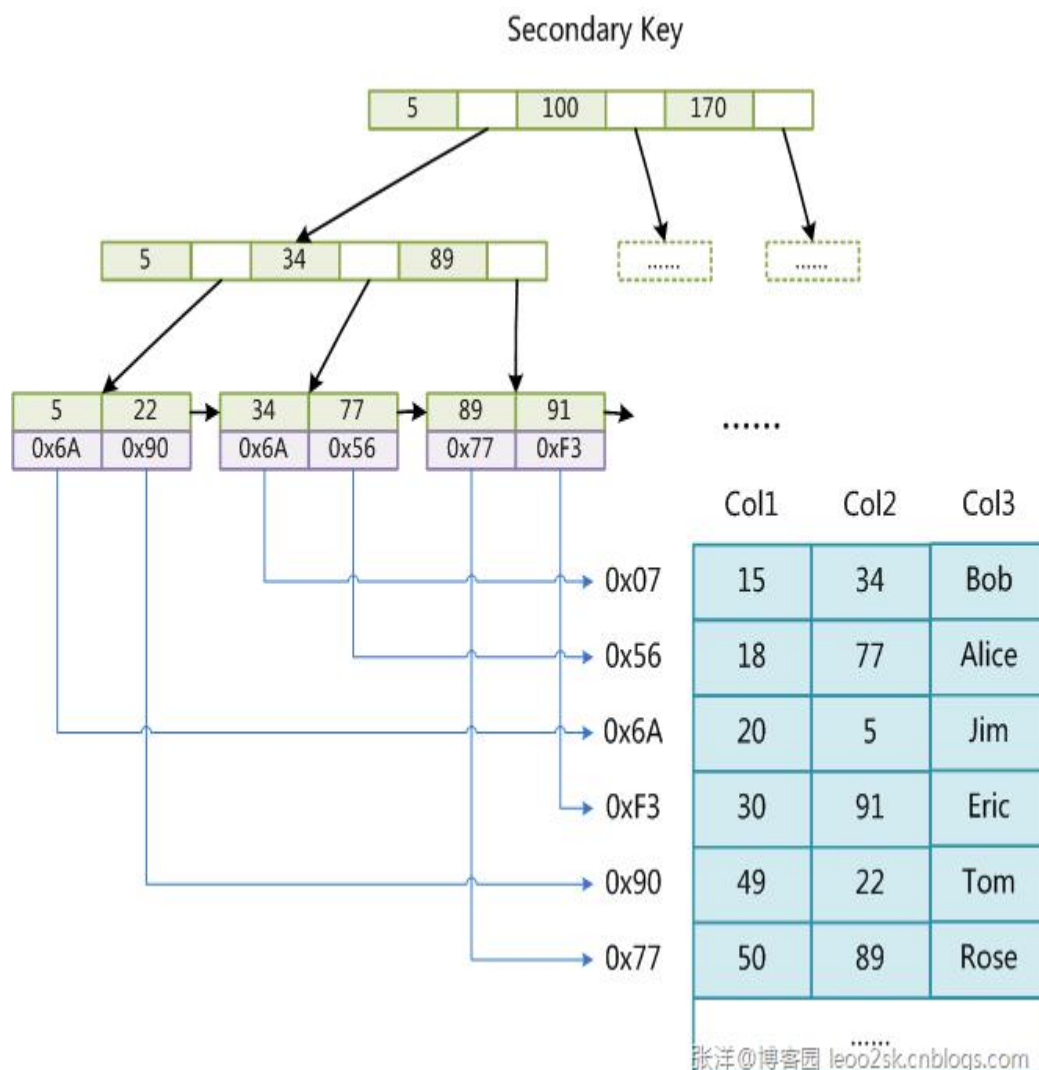 Secondary Key
5 100 170
5 34 89
...... ......
5 22 34 77 89 91
0x6A 0x90 0x6A 0x56 0x77 0xF3
......
Col1 Col2 Col3
0x07 15 34 Bob
0x56 18 77 Alice
0x6A 20 5 Jim
0xF3 30 91 Eric
0x90 49 22 Tom
0x77 50 89 Rose
......
张洋@博客园 leoo2sk.cnblogs.com